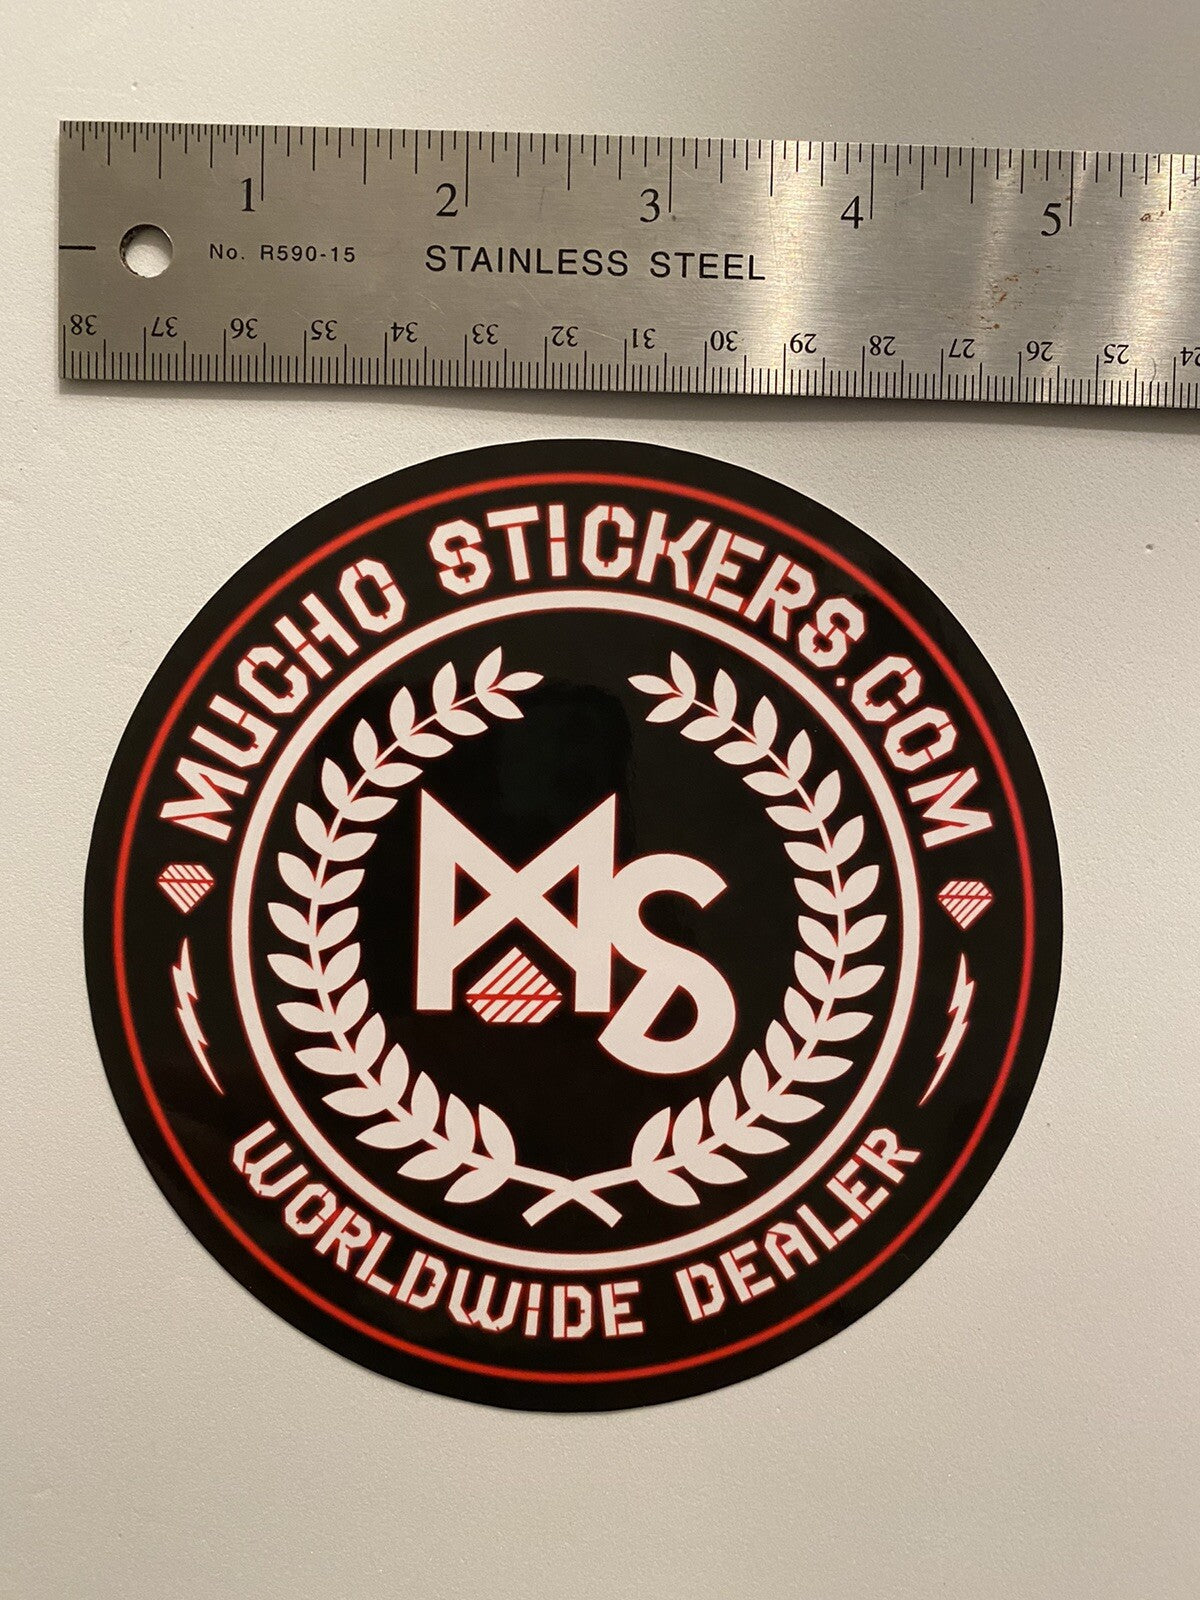 1 2 3 4 5
No. R590-15 STAINLESS STEEL
38 37 36 35 34 33 32 31 30 29 28 27 26 25 24
MUCHO STICKERS.COM
MS
WORLDWIDE DEALER